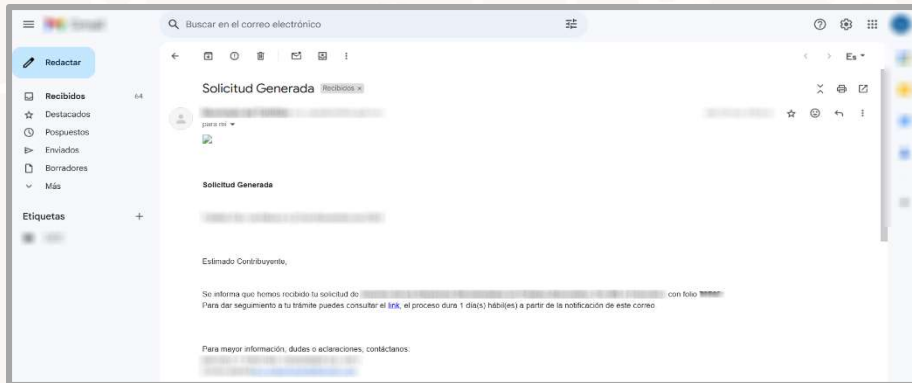 Buscar en el correo electrónico
Redactar
Es
Recibidos 64
Destacados
Pospuestos
Enviados
Borradores
Más
Etiquetas +
Solicitud Generada Recibidos x
para mí
Solicitud Generada
Estimado Contribuyente,
Se informa que hemos recibido tu solicitud de con folio
Para dar seguimiento a tu trámite puedes consultar el link, el proceso dura 1 día(s) hábil(es) a partir de la notificación de este correo
Para mayor información, dudas o aclaraciones, contáctanos: